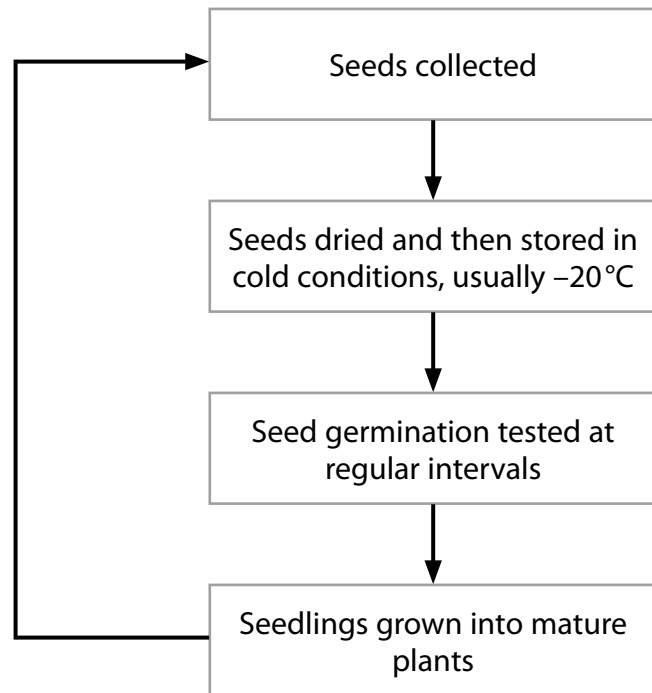 Seeds collected
Seeds dried and then stored in
cold conditions, usually –20 °C
Seed germination tested at
regular intervals
Seedlings grown into mature
plants